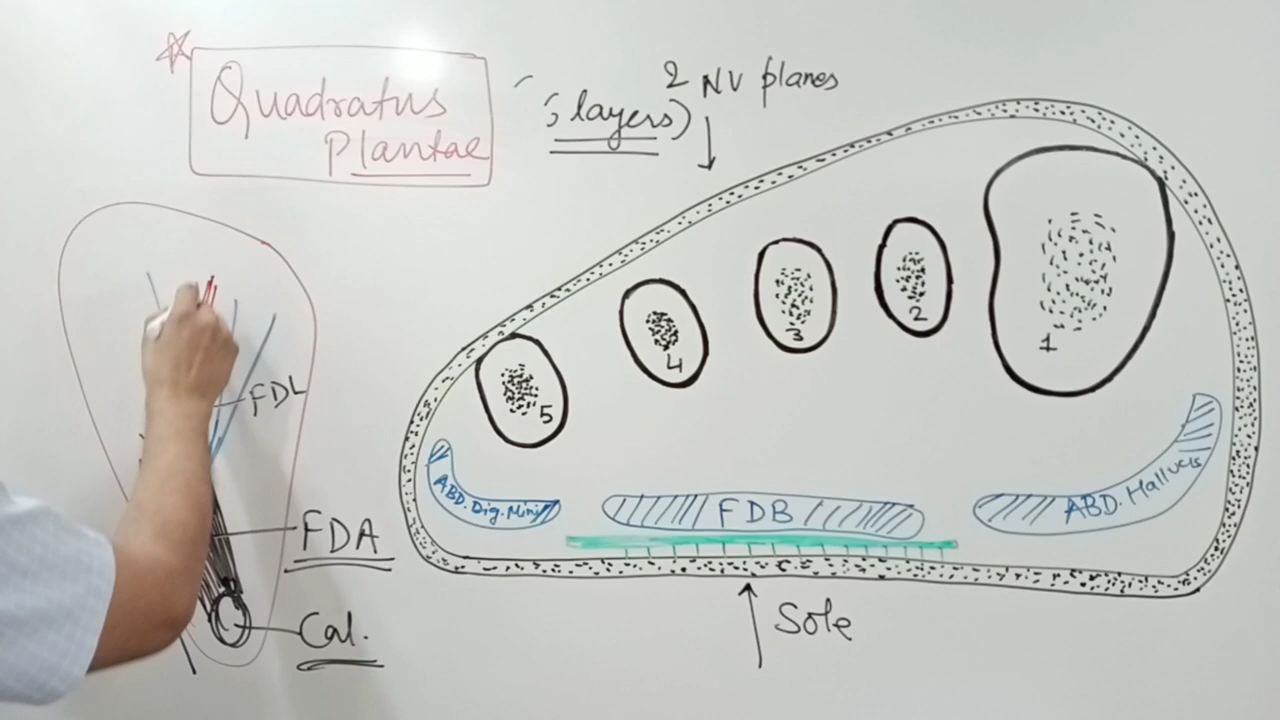 Quadratus
Plantae
layers)
2 NV planes
1
2
3
4
5
FDL
FDA
Cal.
ABD. Dig. Mini
FDB
ABD. Hallucis
Sole